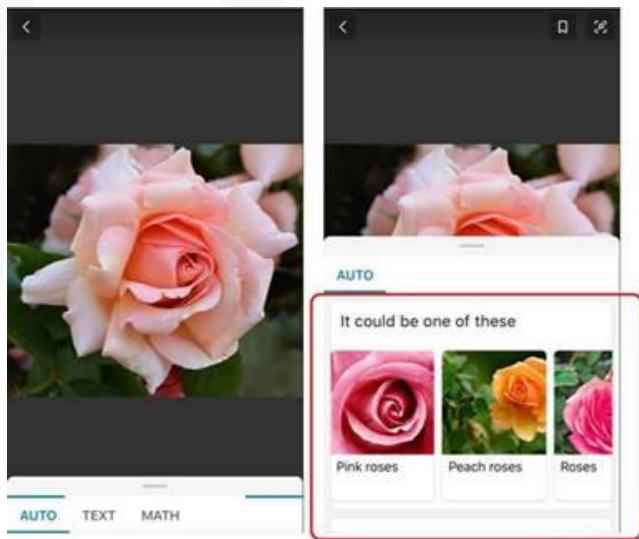 AUTO TEXT MATH
AUTO
It could be one of these
Pink roses Peach roses Roses